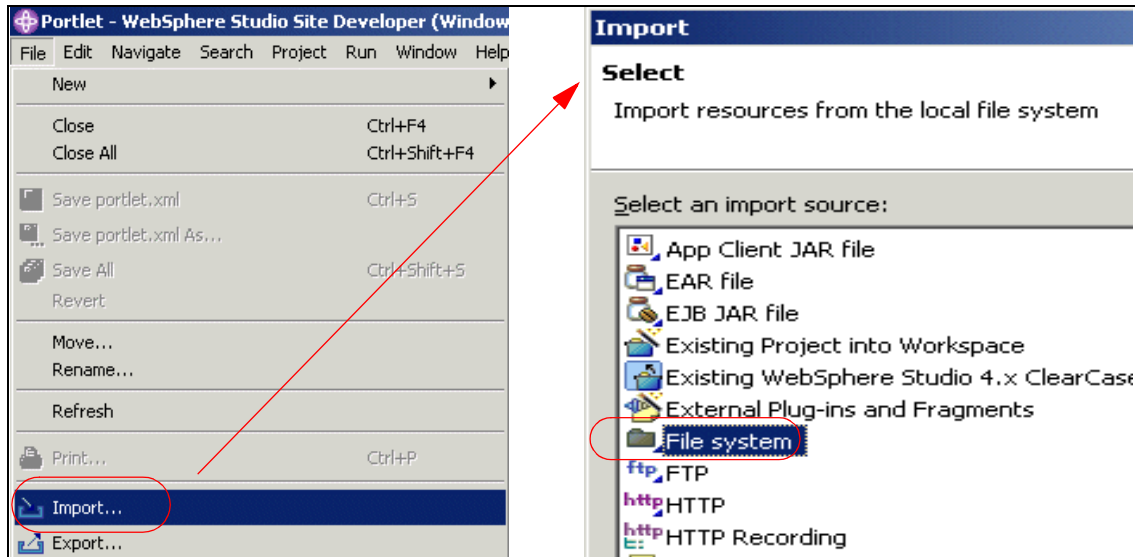 Portlet - WebSphere Studio Site Developer (Window
File Edit Navigate Search Project Run Window Help
New
Close Ctrl+F4
Close All Ctrl+Shift+F4
Save portlet.xml Ctrl+S
Save portlet.xml As...
Save All Ctrl+Shift+S
Revert
Move...
Rename...
Refresh
Print... Ctrl+P
Import...
Export...
Import
Select
Import resources from the local file system
Select an import source:
App Client JAR file
EAR file
EJB JAR file
Existing Project into Workspace
Existing WebSphere Studio 4.x ClearCase
External Plug-ins and Fragments
File system
ftp FTP
http HTTP
http HTTP Recording